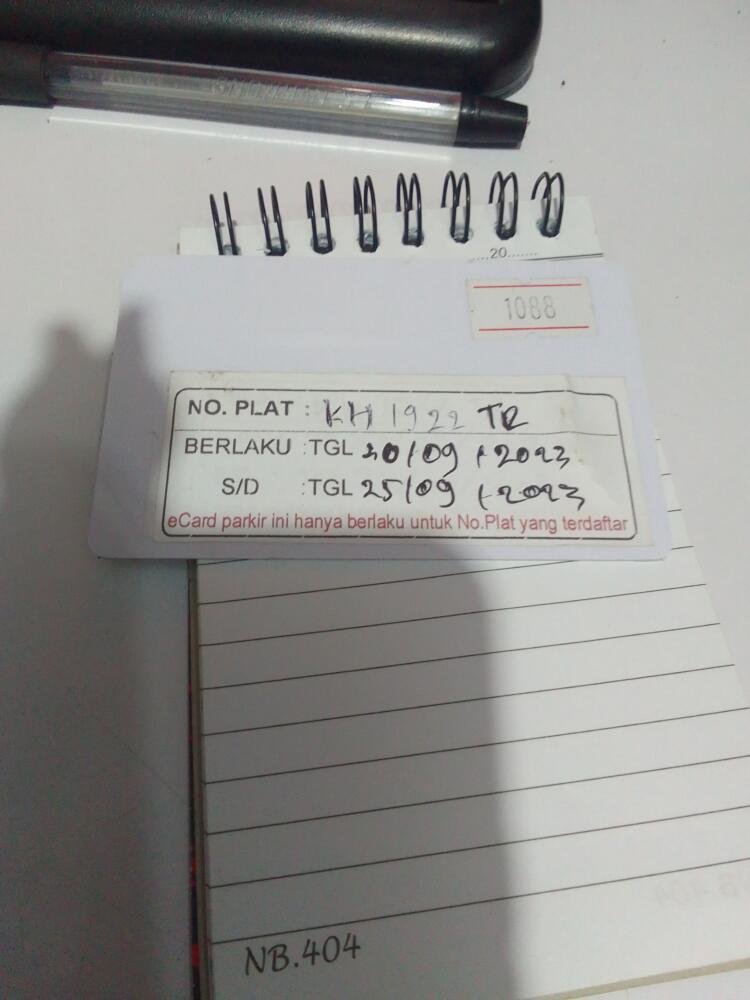 SNOWMAN
...20.......
1088
NO. PLAT : KH 1922 TR
BERLAKU : TGL 20/09 /2023
S/D : TGL 25/09 /2023
eCard parkir ini hanya berlaku untuk No.Plat yang terdaftar
NB.404